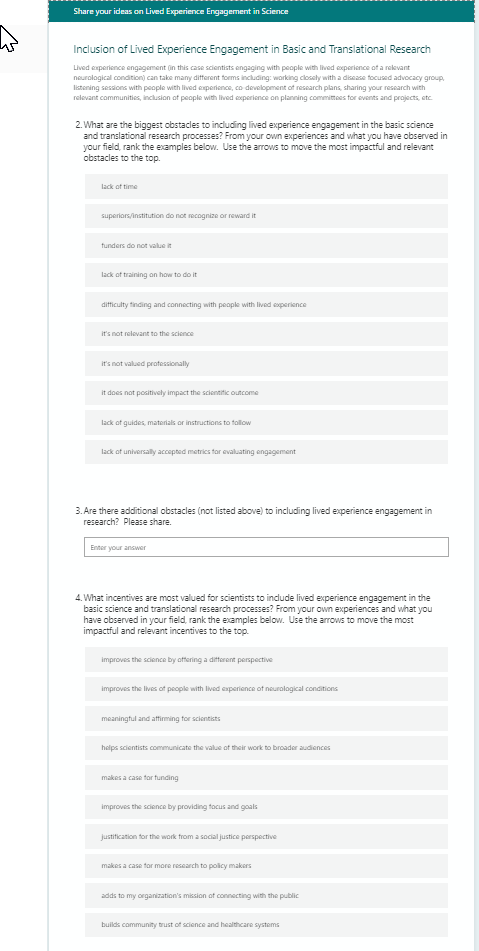 Share your ideas on Lived Experience Engagement in Science
Inclusion of Lived Experience Engagement in Basic and Translational Research
Lived experience engagement (in this case scientists engaging with people with lived experience of a relevant
neurological condition) can take many different forms including: working closely with a disease focused advocacy group,
listening sessions with people with lived experience, co-development of research plans, sharing your research with
relevant communities, inclusion of people with lived experience on planning committees for events and projects, etc.
2. What are the biggest obstacles to including lived experience engagement in the basic science
and translational research processes? From your own experiences and what you have observed in
your field, rank the examples below. Use the arrows to move the most impactful and relevant
obstacles to the top.
lack of time
superiors/institution do not recognize or reward it
funders do not value it
lack of training on how to do it
difficulty finding and connecting with people with lived experience
it's not relevant to the science
it's not valued professionally
it does not positively impact the scientific outcome
lack of guides, materials or instructions to follow
lack of universally accepted metrics for evaluating engagement
3. Are there additional obstacles (not listed above) to including lived experience engagement in
research? Please share.
Enter your answer
4. What incentives are most valued for scientists to include lived experience engagement in the
basic science and translational research processes? From your own experiences and what you
have observed in your field, rank the examples below. Use the arrows to move the most
impactful and relevant incentives to the top.
improves the science by offering a different perspective
improves the lives of people with lived experience of neurological conditions
meaningful and affirming for scientists
helps scientists communicate the value of their work to broader audiences
makes a case for funding
improves the science by providing focus and goals
justification for the work from a social justice perspective
makes a case for more research to policy makers
adds to my organization's mission of connecting with the public
builds community trust of science and healthcare systems